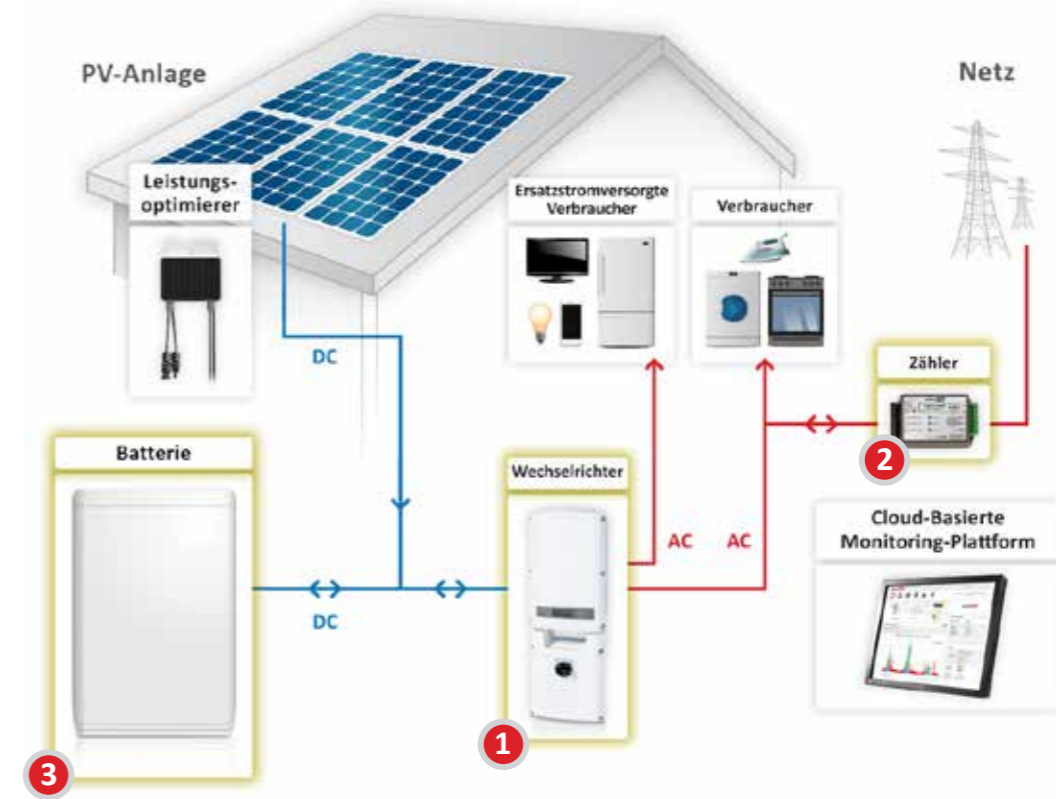 PV-Anlage
Netz
Leistungs-
optimierer
Ersatzstromversorgte
Verbraucher
Verbraucher
DC
Zähler
2
Batterie
Wechselrichter
AC
AC
Cloud-Basierte
Monitoring-Plattform
DC
1
3